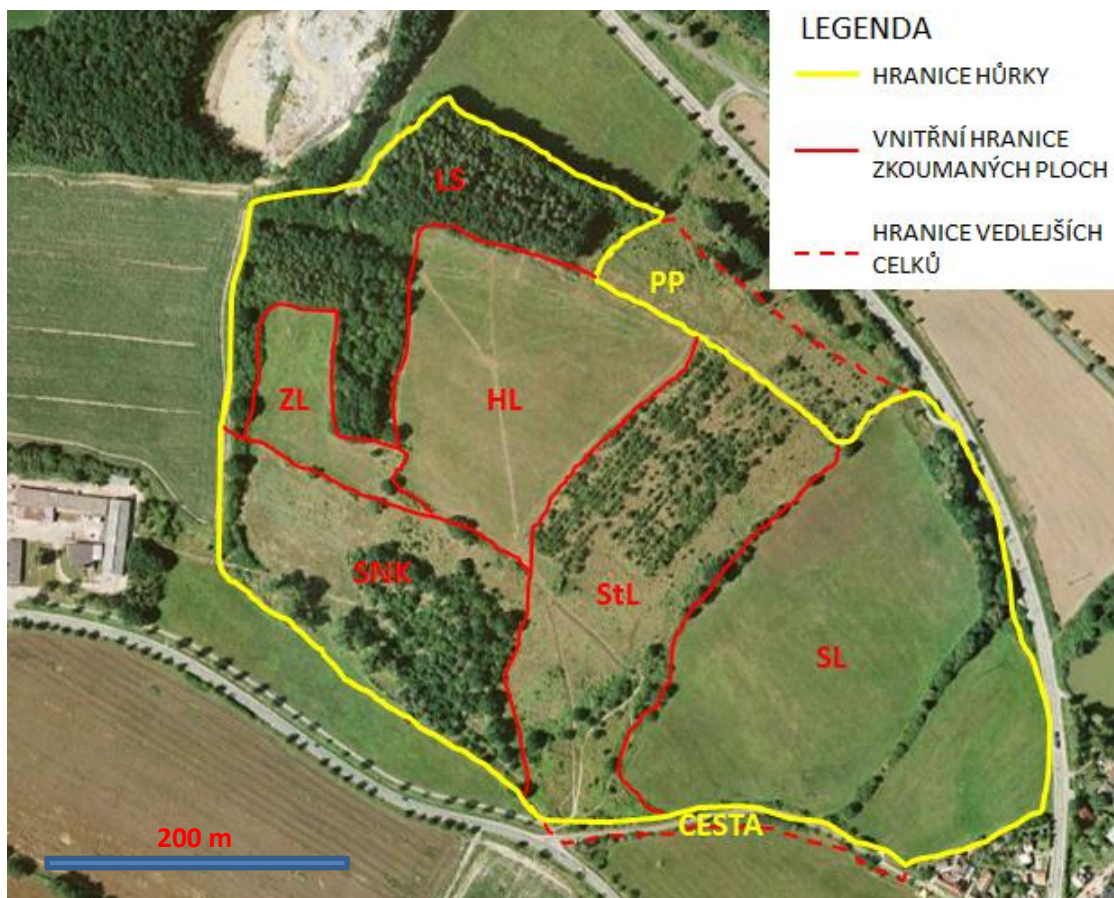 LEGENDA
HRANICE HŮRKY
VNITŘNÍ HRANICE
ZKOUMANÝCH PLOCH
HRANICE VEDLEJŠÍCH
CELKŮ
LS
PP
ZL
HL
SNK
StL
SL
CESTA
200 m